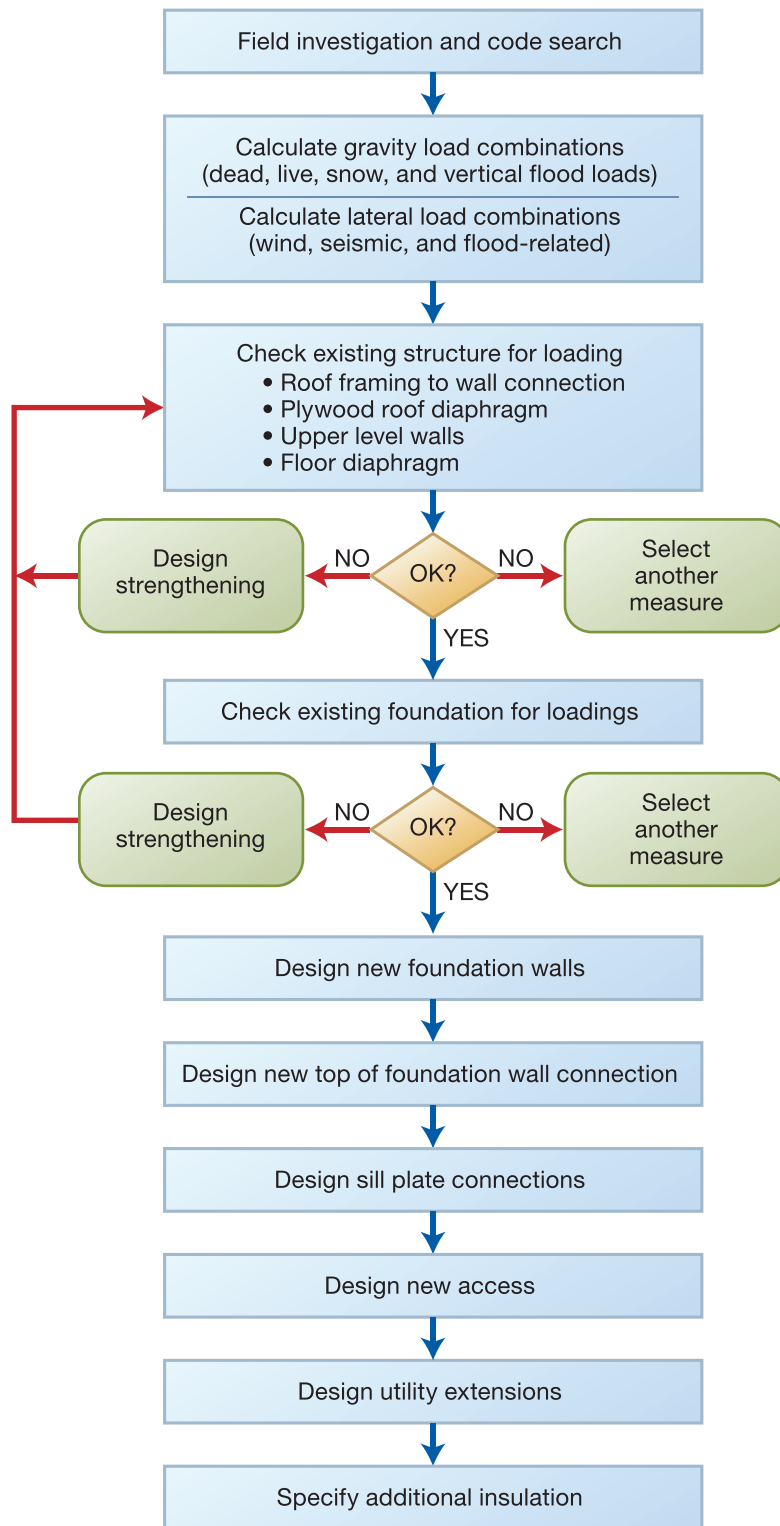 Field investigation and code search
Calculate gravity load combinations
(dead, live, snow, and vertical flood loads)
Calculate lateral load combinations
(wind, seismic, and flood-related)
Check existing structure for loading
• Roof framing to wall connection
• Plywood roof diaphragm
• Upper level walls
• Floor diaphragm
Design
strengthening
NO
OK?
NO
Select
another
measure
YES
Check existing foundation for loadings
Design
strengthening
NO
OK?
NO
Select
another
measure
YES
Design new foundation walls
Design new top of foundation wall connection
Design sill plate connections
Design new access
Design utility extensions
Specify additional insulation